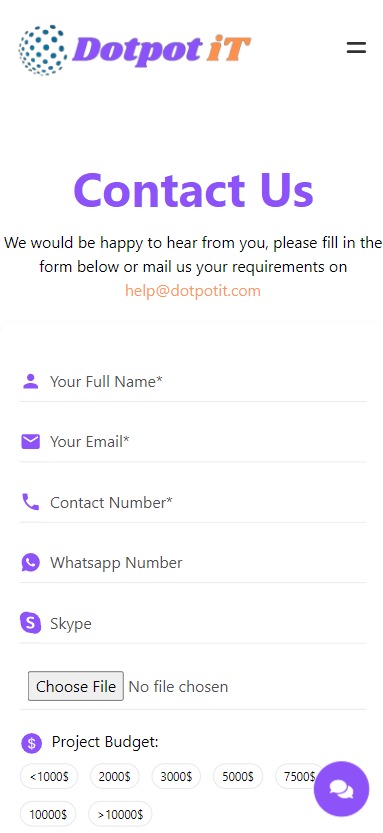 Dotpot iT
Contact Us
We would be happy to hear from you, please fill in the
form below or mail us your requirements on
help@dotpotit.com
Your Full Name*
Your Email*
Contact Number*
Whatsapp Number
Skype
Choose File No file chosen
Project Budget:
<1000$ 2000$ 3000$ 5000$ 7500$
10000$ >10000$